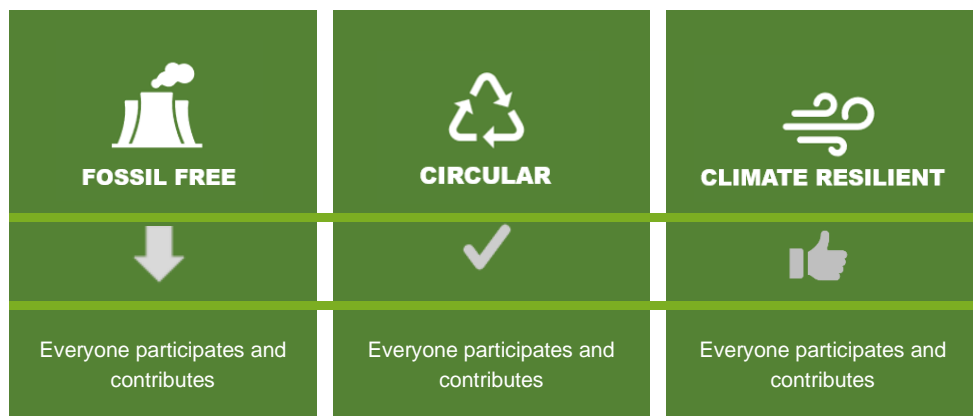 FOSSIL FREE
CIRCULAR
CLIMATE RESILIENT
Everyone participates and
contributes
Everyone participates and
contributes
Everyone participates and
contributes